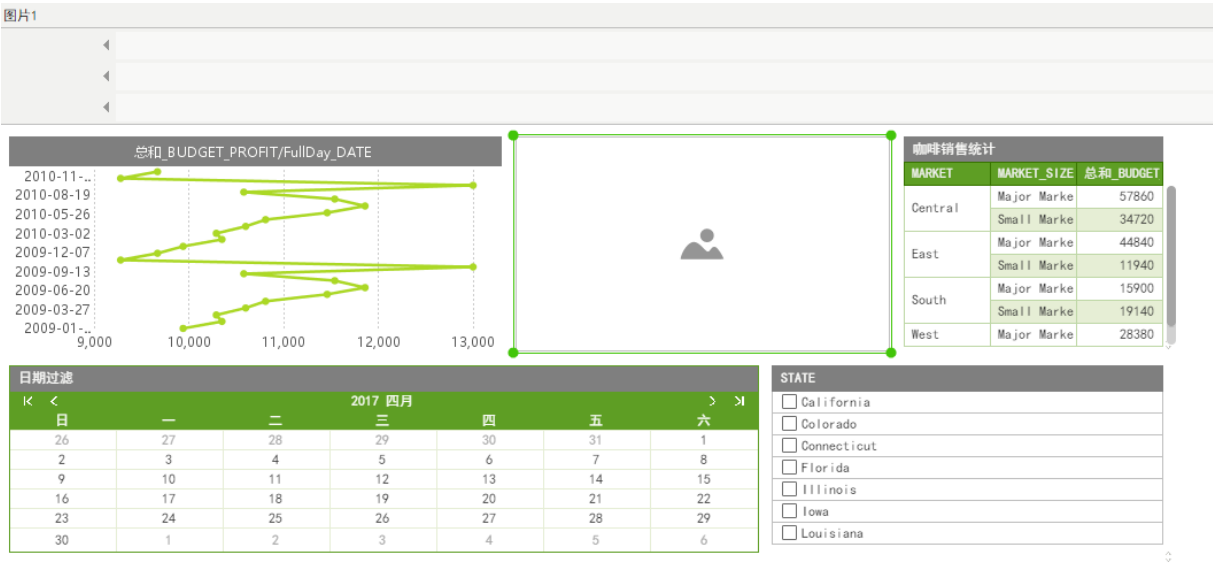 图片1
总和_BUDGET_PROFIT/FullDay_DATE
2010-11-..
2010-08-19
2010-05-26
2010-03-02
2009-12-07
2009-09-13
2009-06-20
2009-03-27
2009-01-..
9,000 10,000 11,000 12,000 13,000
咖啡销售统计
MARKET MARKET_SIZE 总和_BUDGET
Central Major Marke 57860
Small Marke 34720
East Major Marke 44840
Small Marke 11940
South Major Marke 15900
Small Marke 19140
West Major Marke 28380
日期过滤
2017 四月
日 一 二 三 四 五 六
26 27 28 29 30 31 1
2 3 4 5 6 7 8
9 10 11 12 13 14 15
16 17 18 19 20 21 22
23 24 25 26 27 28 29
30 1 2 3 4 5 6
STATE
California
Colorado
Connecticut
Florida
Illinois
Iowa
Louisiana